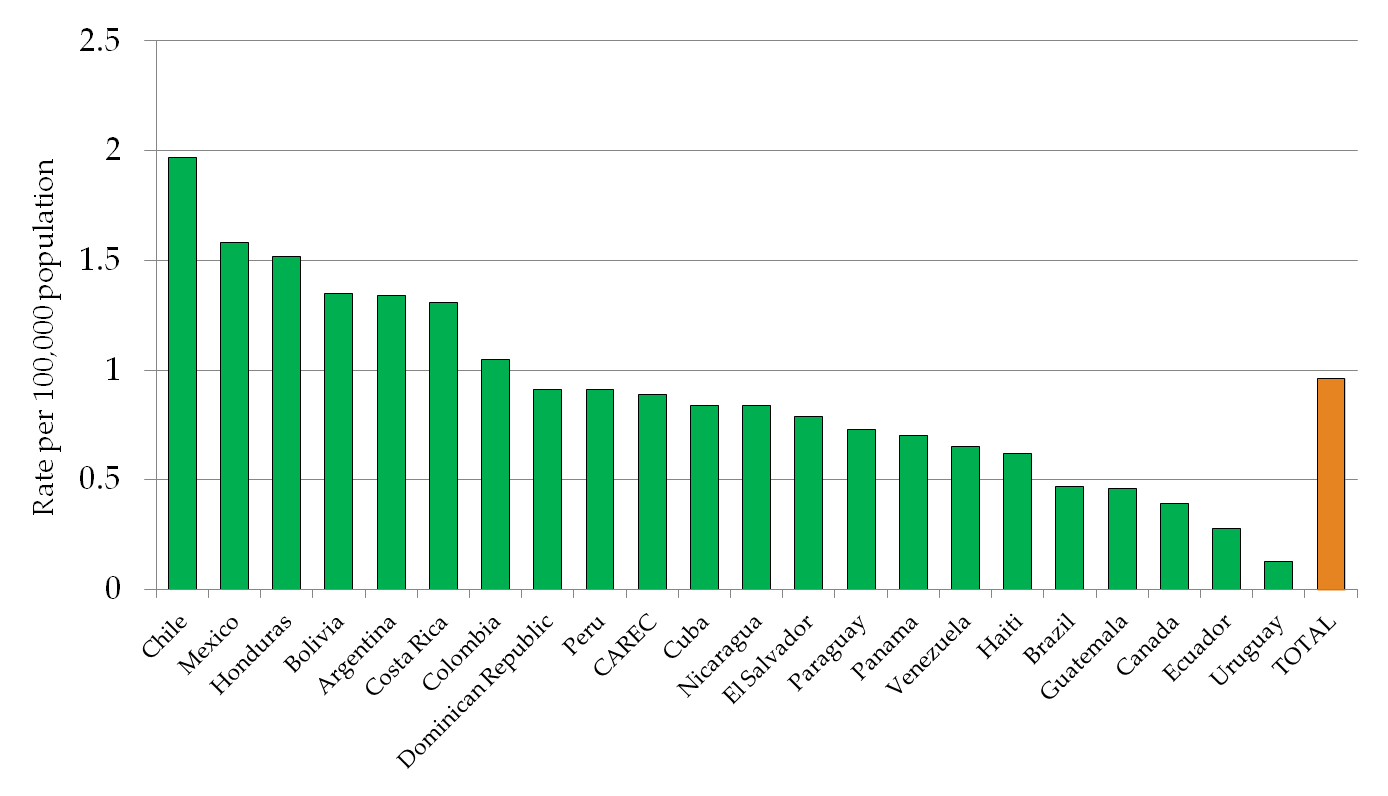 2.5
2
1.5
1
0.5
0
Rate per 100,000 population
Chile
Mexico
Honduras
Bolivia
Argentina
Costa Rica
Colombia
Dominican Republic
Peru
CAREC
Cuba
Nicaragua
El Salvador
Paraguay
Panama
Venezuela
Haiti
Brazil
Guatemala
Canada
Ecuador
Uruguay
TOTAL